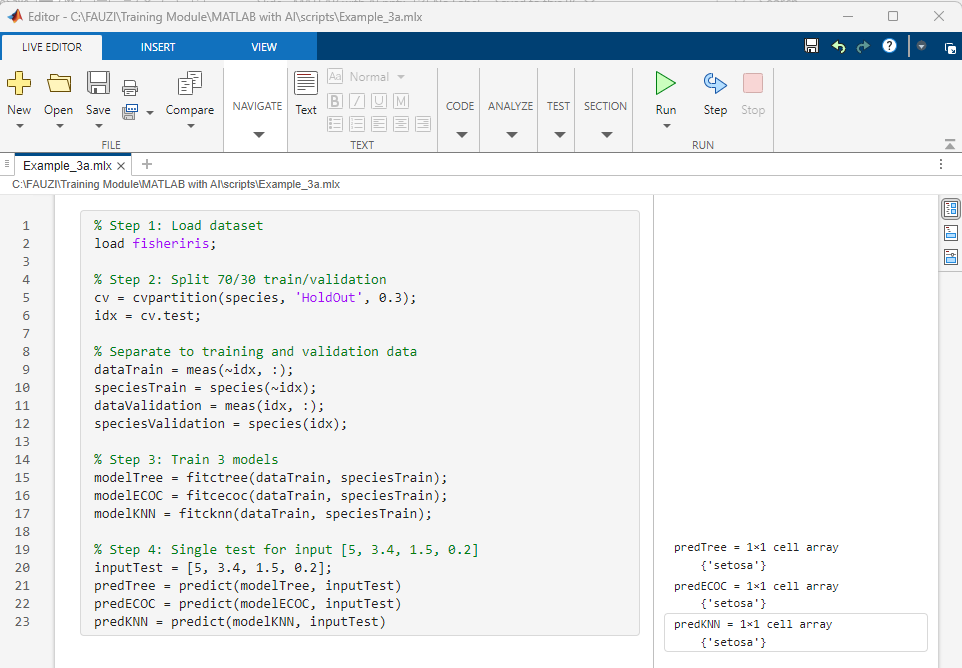 Editor - C:\FAUZI\Training Module\MATLAB with AI\scripts\Example_3a.mlx
LIVE EDITOR INSERT VIEW
New Open Save Compare
FILE
NAVIGATE
Text
Aa Normal
B I U M
TEXT
CODE
ANALYZE
TEST
SECTION
Run Step Stop
RUN
Example_3a.mlx
C:\FAUZI\Training Module\MATLAB with AI\scripts\Example_3a.mlx
1 % Step 1: Load dataset
2 load fisheriris;
3
4 % Step 2: Split 70/30 train/validation
5 cv = cvpartition(species, 'HoldOut', 0.3);
6 idx = cv.test;
7
8 % Separate to training and validation data
9 dataTrain = meas(~idx, :);
10 speciesTrain = species(~idx);
11 dataValidation = meas(idx, :);
12 speciesValidation = species(idx);
13
14 % Step 3: Train 3 models
15 modelTree = fitctree(dataTrain, speciesTrain);
16 modelECOC = fitcecoc(dataTrain, speciesTrain);
17 modelKNN = fitcknn(dataTrain, speciesTrain);
18
19 % Step 4: Single test for input [5, 3.4, 1.5, 0.2]
20 inputTest = [5, 3.4, 1.5, 0.2];
21 predTree = predict(modelTree, inputTest)
22 predECOC = predict(modelECOC, inputTest)
23 predKNN = predict(modelKNN, inputTest)
predTree = 1×1 cell array
{'setosa'}
predECOC = 1×1 cell array
{'setosa'}
predKNN = 1×1 cell array
{'setosa'}